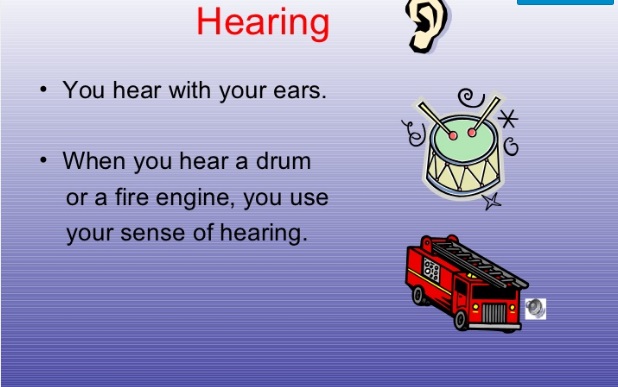 Hearing
• You hear with your ears.
• When you hear a drum
or a fire engine, you use
your sense of hearing.